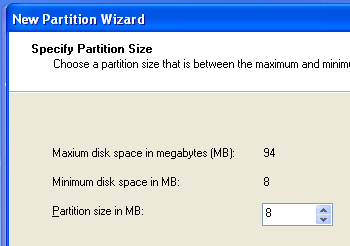 New Partition Wizard
Specify Partition Size
Choose a partition size that is between the maximum and
Maxium disk space in megabytes (MB): 94
Minimum disk space in MB: 8
Partition size in MB: 8